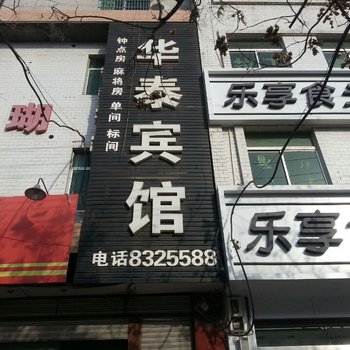 华泰宾馆
钟点房 麻将房 单间 标间
电话8325588
瑚
乐享食
乐享